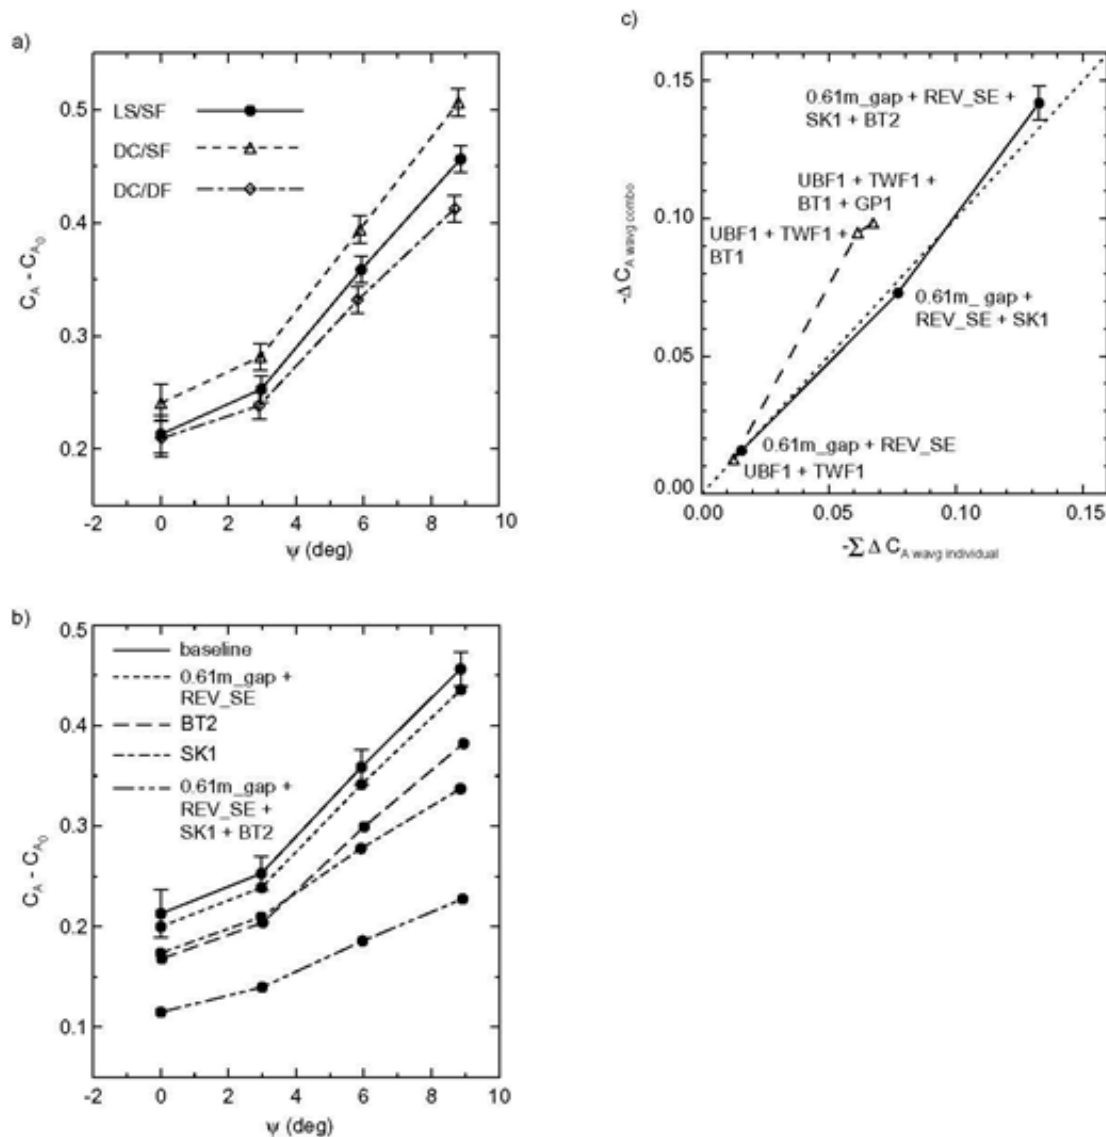 a)
LS/SF
DC/SF
DC/DF
0.5
0.4
0.3
0.2
C_A - C_A_0
-2 0 2 4 6 8 10
ψ (deg)
b)
baseline
0.61m_gap +
REV_SE
BT2
SK1
0.61m_gap +
REV_SE +
SK1 + BT2
0.5
0.4
0.3
0.2
0.1
C_A - C_A_0
-2 0 2 4 6 8 10
ψ (deg)
c)
0.15
0.10
0.05
0.00
-Δ C_A wavg combo
0.61m_gap + REV_SE +
SK1 + BT2
UBF1 + TWF1 +
BT1 + GP1
UBF1 + TWF1 +
BT1
0.61m_ gap +
REV_SE + SK1
0.61m_gap + REV_SE
UBF1 + TWF1
0.00 0.05 0.10 0.15
-Σ Δ C_A wavg individual